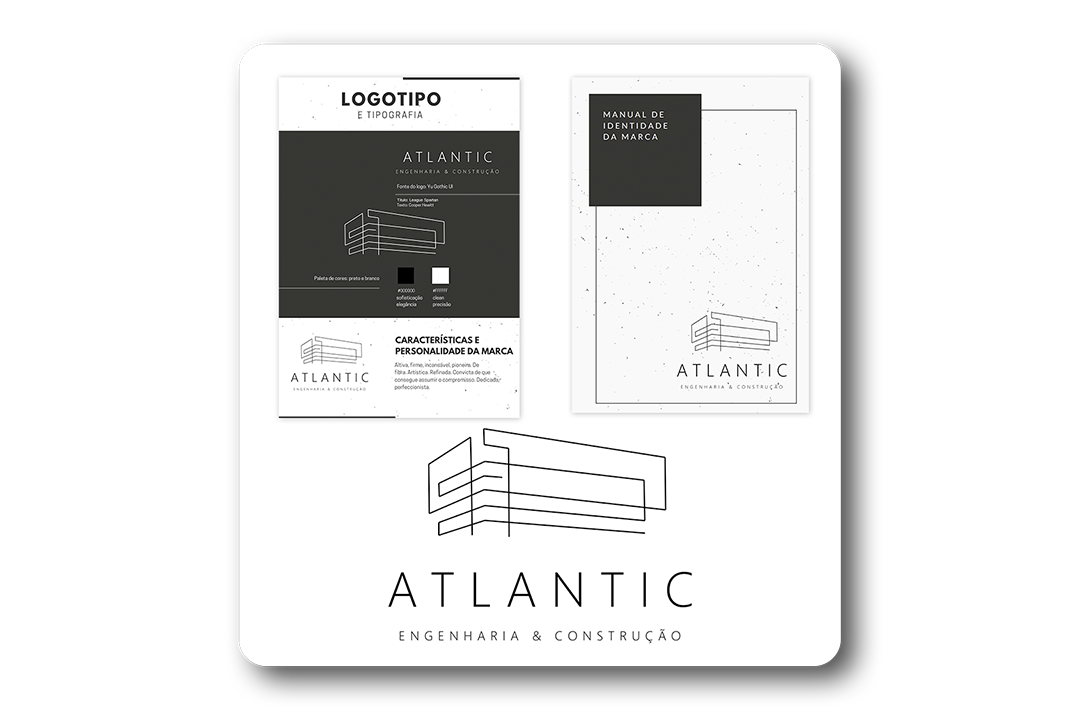 LOGOTIPO
E TIPOGRAFIA
ATLANTIC
ENGENHARIA & CONSTRUÇÃO
Fonte do logo: Yu Gothic UI
Título: League Spartan
Texto: Cooper Hewitt
Paleta de cores: preto e branco
#000000
sofisticação
elegância
#ffffff
clean
precisão
ATLANTIC
ENGENHARIA & CONSTRUÇÃO
CARACTERÍSTICAS E
PERSONALIDADE DA MARCA
Altiva, firme, incansável, pioneira. De
fibra. Artística. Refinada. Convicta de que
consegue assumir o compromisso. Dedicada,
perfeccionista.
MANUAL DE
IDENTIDADE
DA MARCA
ATLANTIC
ENGENHARIA & CONSTRUÇÃO
ATLANTIC
ENGENHARIA & CONSTRUÇÃO